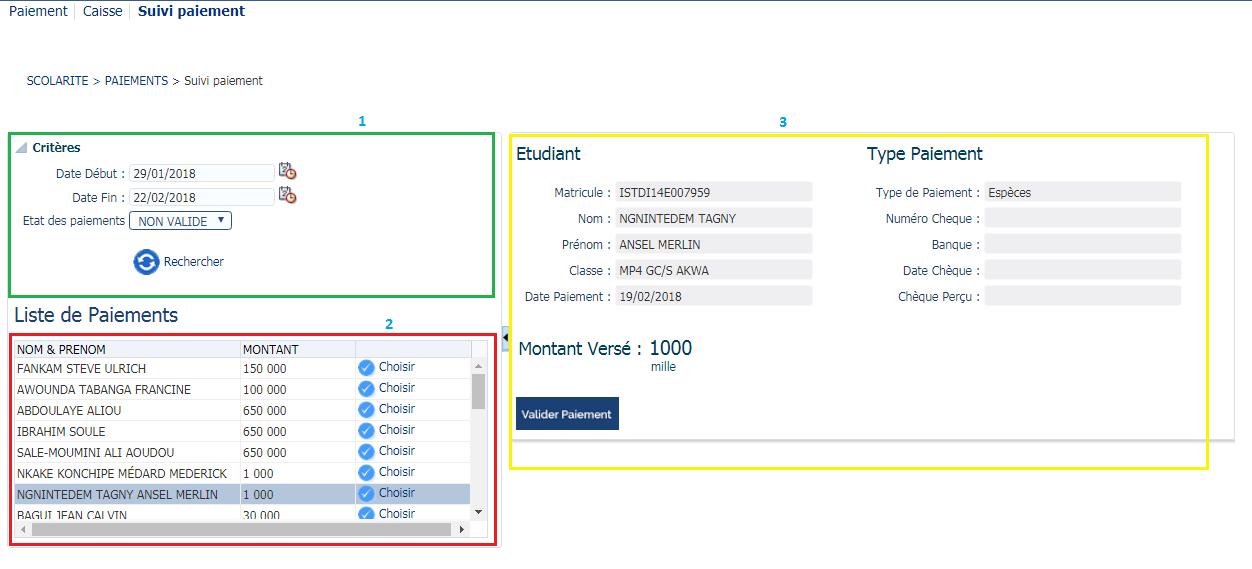 Paiement Caisse Suivi paiement
SCOLARITE > PAIEMENTS > Suivi paiement
1
Critères
Date Début : 29/01/2018
Date Fin : 22/02/2018
Etat des paiements NON VALIDE
Rechercher
Liste de Paiements
2
NOM & PRENOM MONTANT
FANKAM STEVE ULRICH 150 000 Choisir
AWOUNDA TABANGA FRANCINE 100 000 Choisir
ABDOULAYE ALIOU 650 000 Choisir
IBRAHIM SOULE 650 000 Choisir
SALE-MOUMINI ALI AOUDOU 650 000 Choisir
NKAKE KONCHIPE MÉDARD MEDERICK 1 000 Choisir
NGNINTEDEM TAGNY ANSEL MERLIN 1 000 Choisir
BAGUI JEAN CALVIN 30 000 Choisir
3
Etudiant
Matricule : ISTDI14E007959
Nom : NGNINTEDEM TAGNY
Prénom : ANSEL MERLIN
Classe : MP4 GC/S AKWA
Date Paiement : 19/02/2018
Type Paiement
Type de Paiement : Espèces
Numéro Cheque :
Banque :
Date Chèque :
Chèque Perçu :
Montant Versé : 1000
mille
Valider Paiement